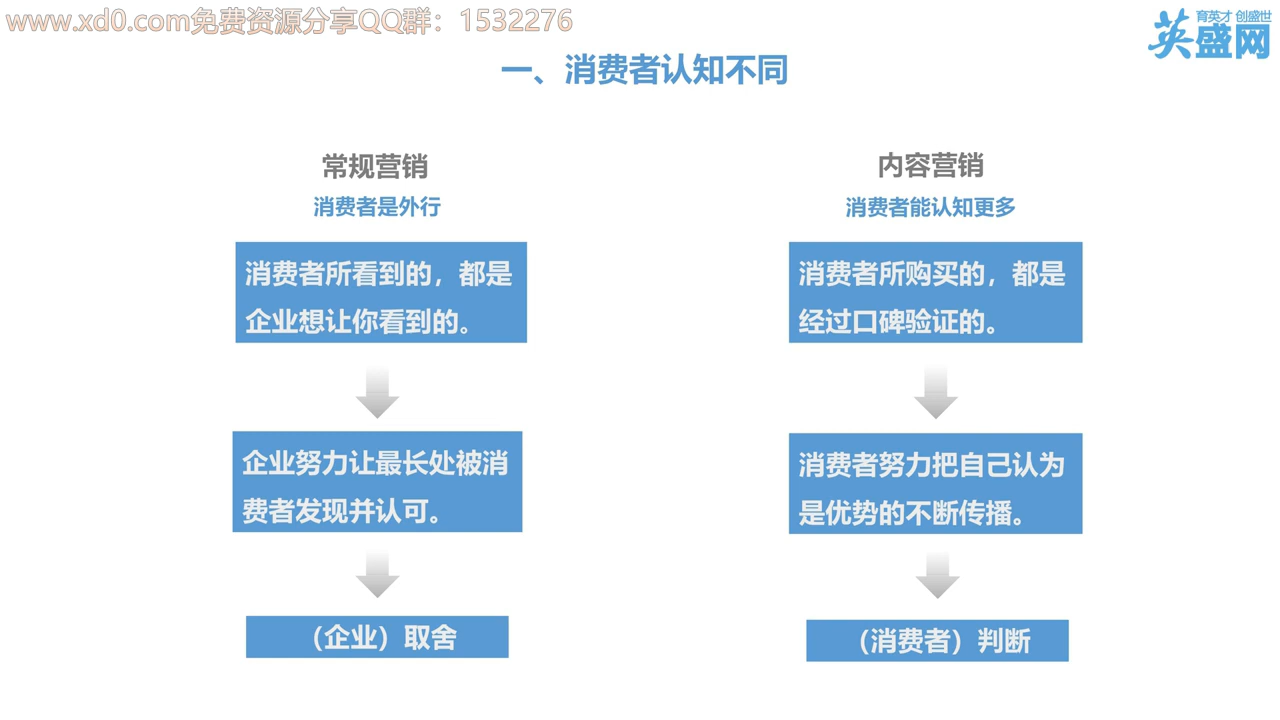 www.xd0.com免费资源分享QQ群：1532276
育英才 创盛世
英盛网
一、消费者认知不同
常规营销
消费者是外行
消费者所看到的，都是
企业想让你看到的。
企业努力让最长处被消
费者发现并认可。
（企业）取舍
内容营销
消费者能认知更多
消费者所购买的，都是
经过口碑验证的。
消费者努力把自己认为
是优势的不断传播。
（消费者）判断